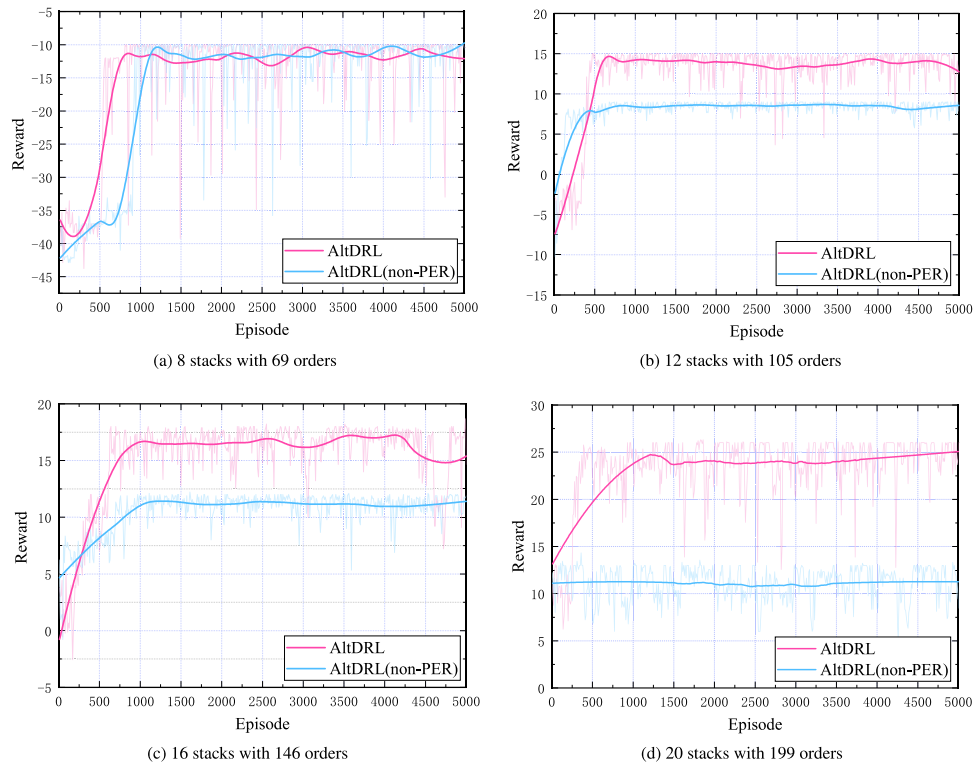 -10
-15
-20
-25
-30
-35
-40
-45
Reward
0 500 1000 1500 2000 2500 3000 3500 4000 4500 5000
Episode
AltDRL
AltDRL(non-PER)
(a) 8 stacks with 69 orders
20
15
10
5
0
-5
-10
-15
Reward
0 500 1000 1500 2000 2500 3000 3500 4000 4500 5000
Episode
AltDRL
AltDRL(non-PER)
(b) 12 stacks with 105 orders
20
15
10
5
0
-5
Reward
0 500 1000 1500 2000 2500 3000 3500 4000 4500 5000
Episode
AltDRL
AltDRL(non-PER)
(c) 16 stacks with 146 orders
30
25
20
15
10
5
0
Reward
0 500 1000 1500 2000 2500 3000 3500 4000 4500 5000
Episode
AltDRL
AltDRL(non-PER)
(d) 20 stacks with 199 orders